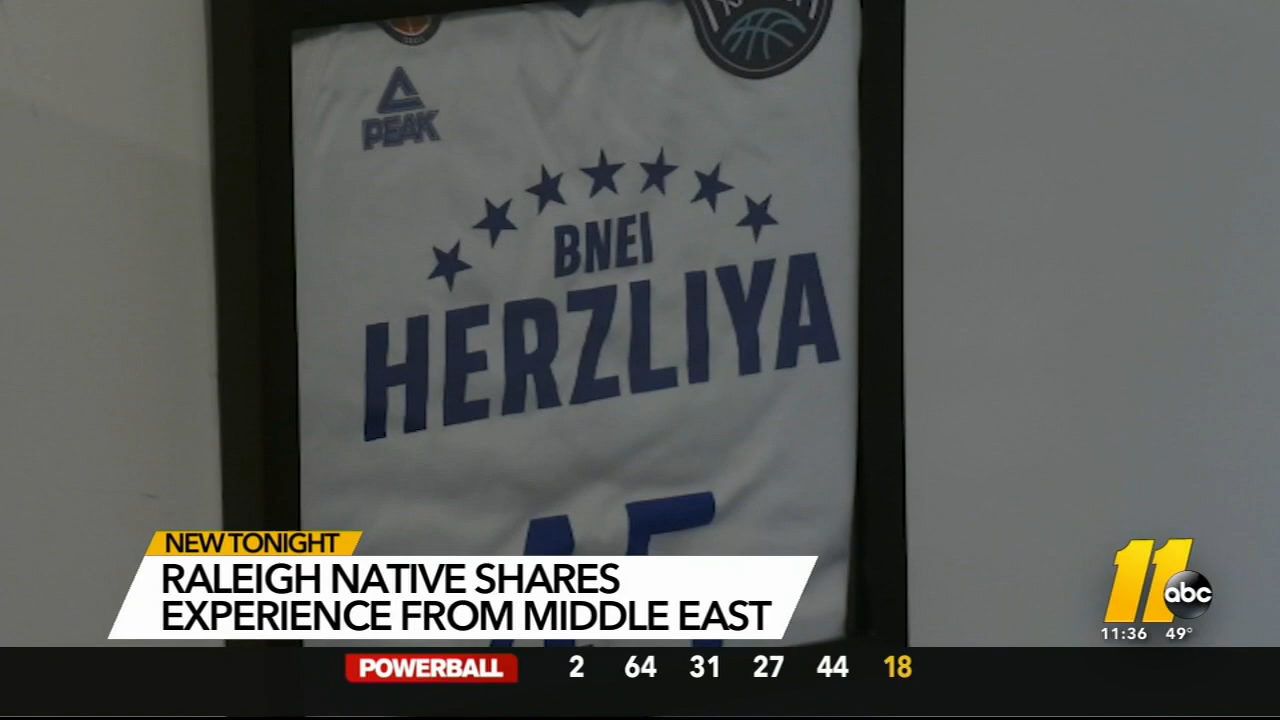 PEAK
BNEI
HERZLIYA
45
NEW TONIGHT
RALEIGH NATIVE SHARES
EXPERIENCE FROM MIDDLE EAST
11
abc
11:36 49°
POWERBALL 2 64 31 27 44 18